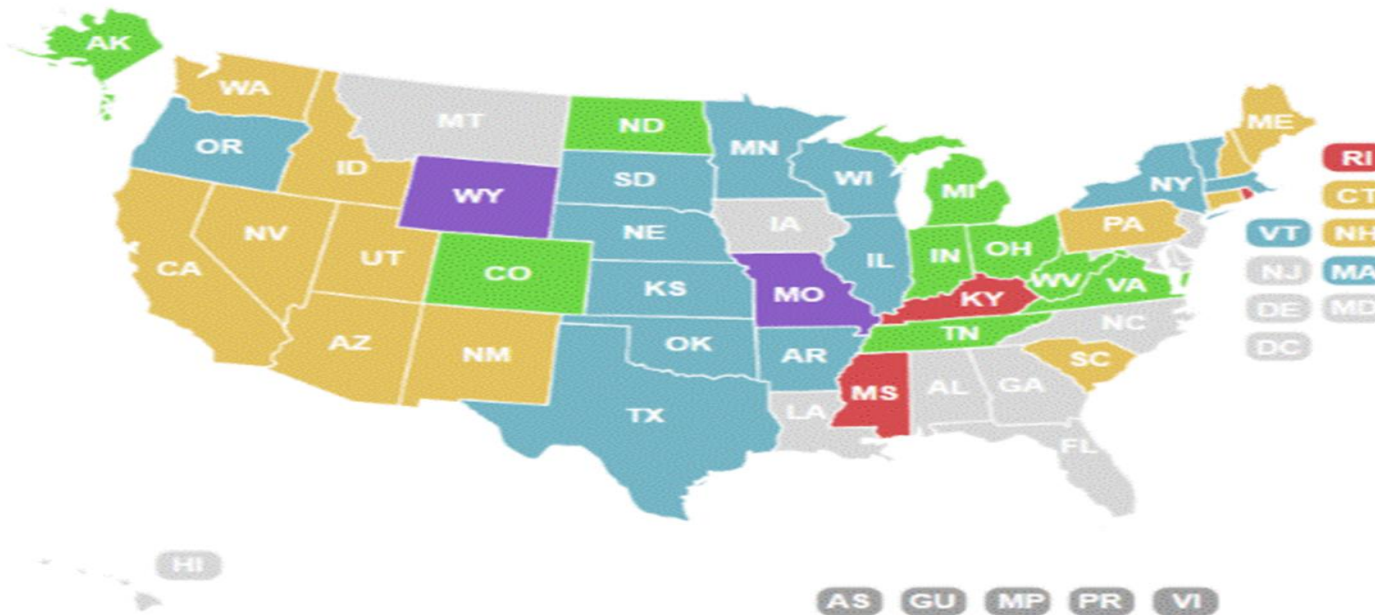 AK
WA
MT
ND
MN
ME
OR
ID
SD
WI
MI
NY
RI
WY
CT
NV
NE
IA
PA
VT
NH
CA
UT
CO
KS
MO
IL
IN
OH
WV
VA
NJ
MA
KY
DE
MD
AZ
NM
OK
AR
TN
NC
SC
DC
TX
LA
MS
AL
GA
FL
HI
AS GU MP PR VI